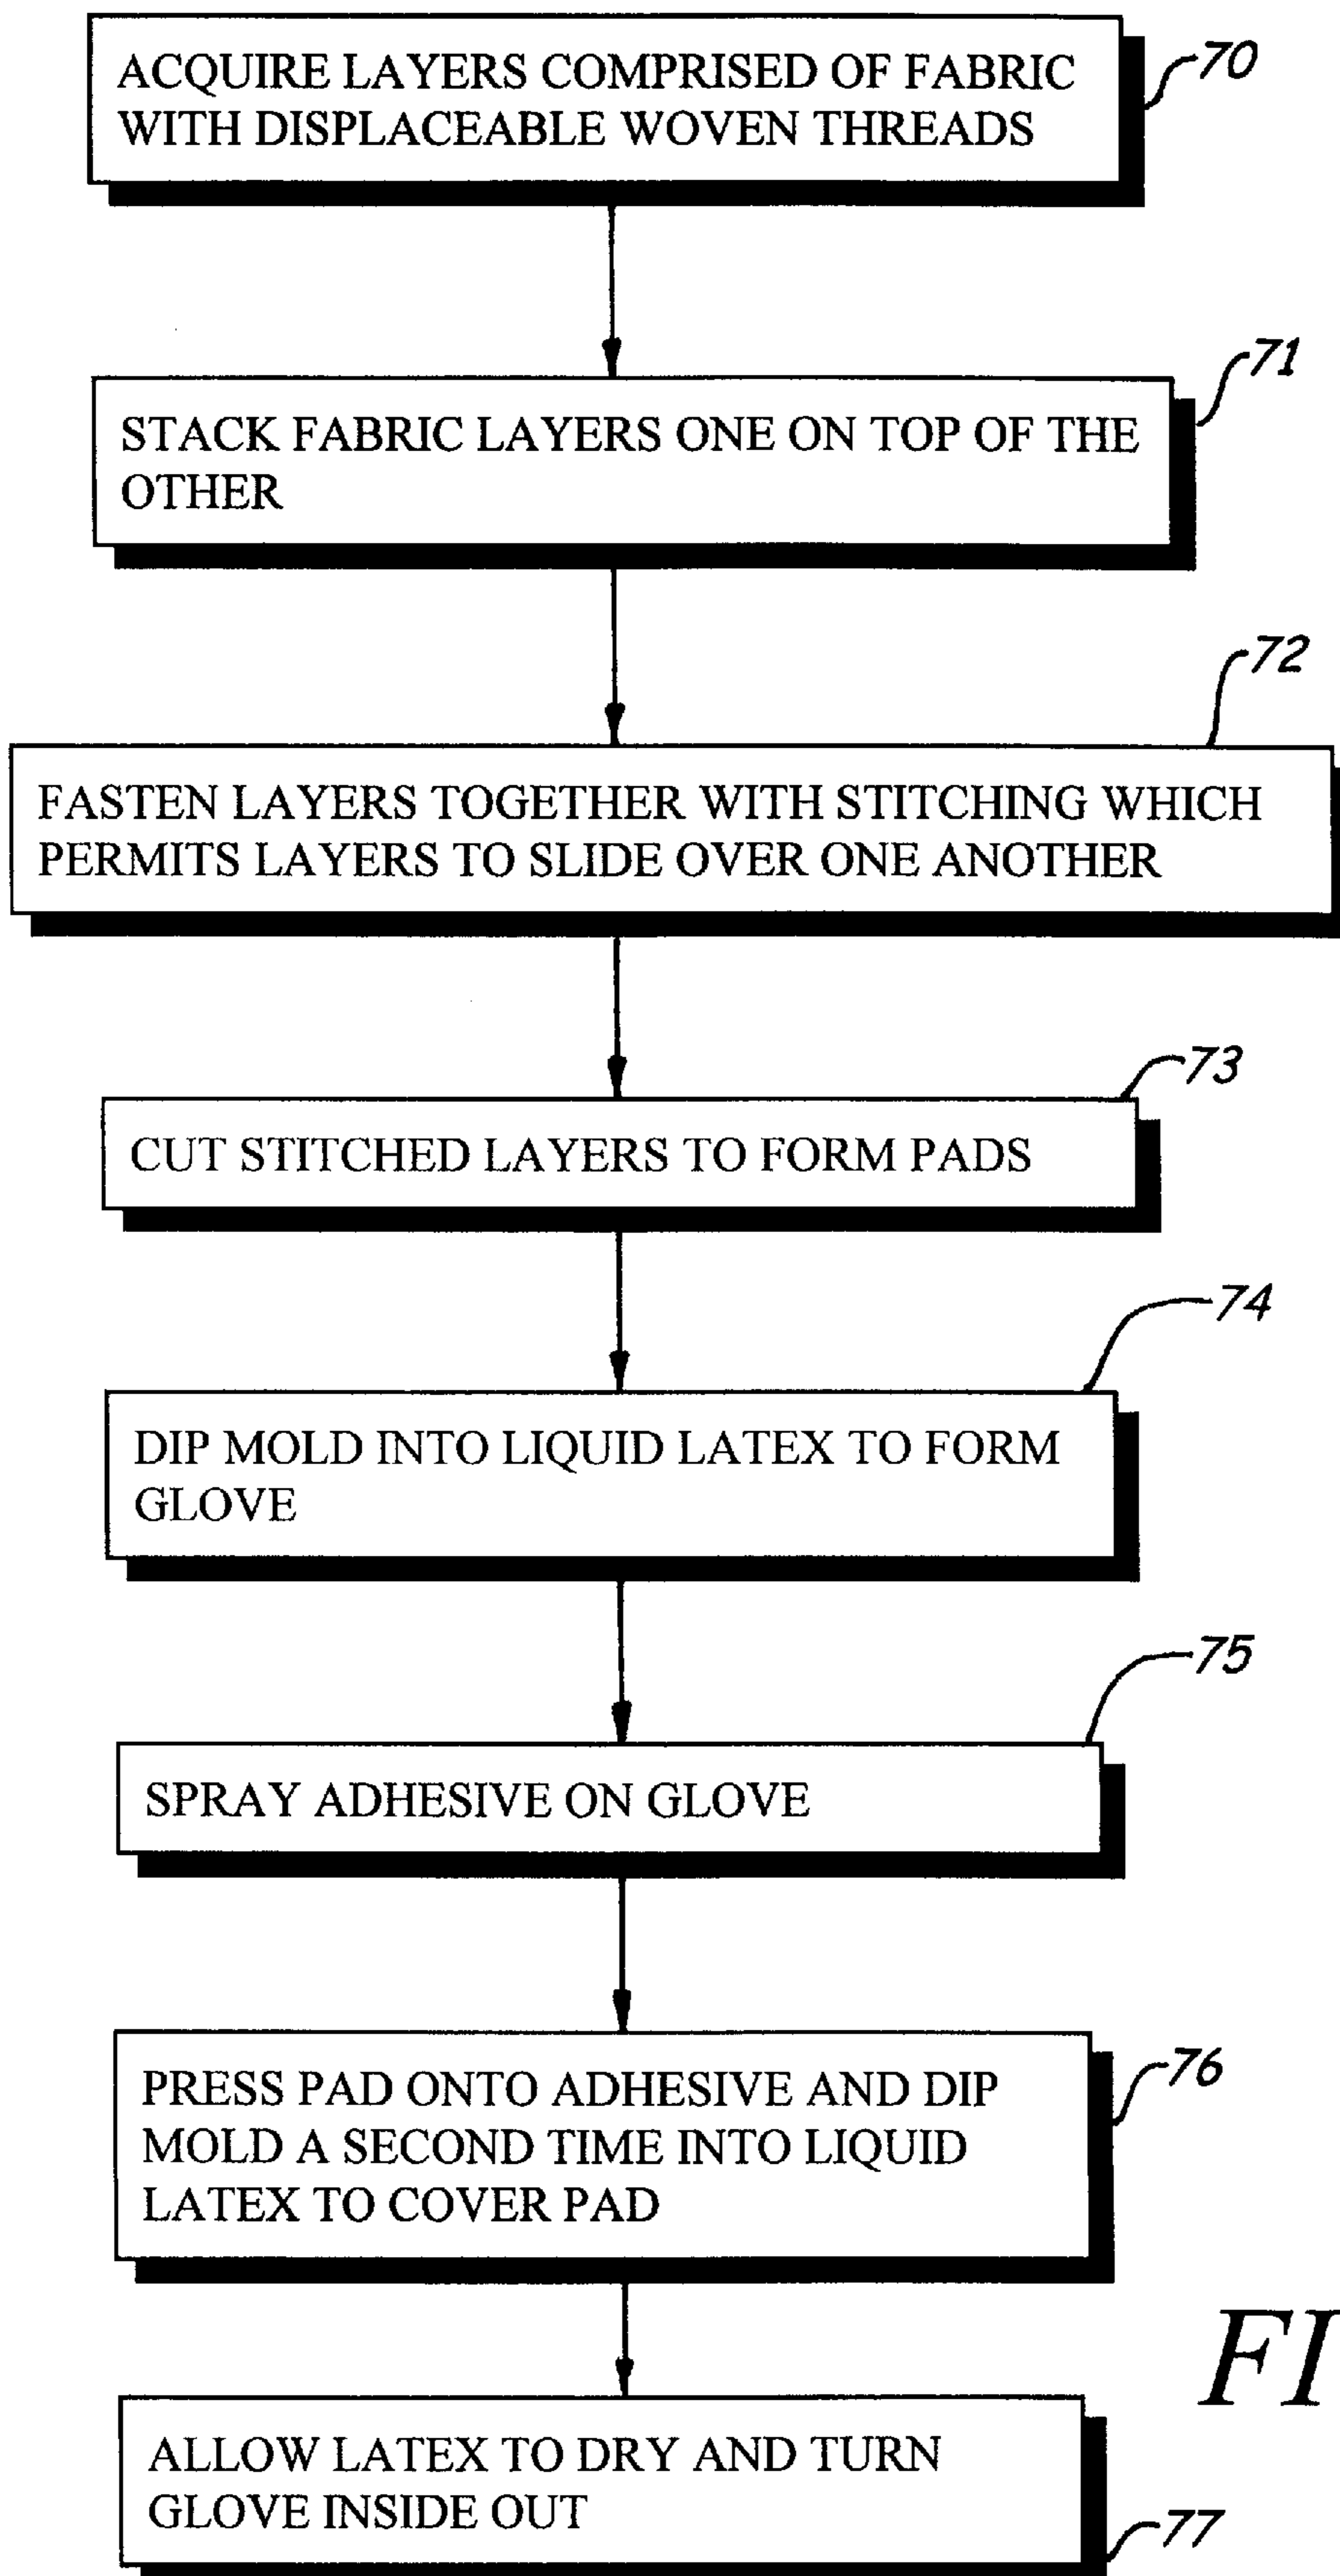 ACQUIRE LAYERS COMPRISED OF FABRIC
WITH DISPLACEABLE WOVEN THREADS
70
STACK FABRIC LAYERS ONE ON TOP OF THE
OTHER
71
FASTEN LAYERS TOGETHER WITH STITCHING WHICH
PERMITS LAYERS TO SLIDE OVER ONE ANOTHER
72
CUT STITCHED LAYERS TO FORM PADS
73
DIP MOLD INTO LIQUID LATEX TO FORM
GLOVE
74
SPRAY ADHESIVE ON GLOVE
75
PRESS PAD ONTO ADHESIVE AND DIP
MOLD A SECOND TIME INTO LIQUID
LATEX TO COVER PAD
76
FI
ALLOW LATEX TO DRY AND TURN
GLOVE INSIDE OUT
77